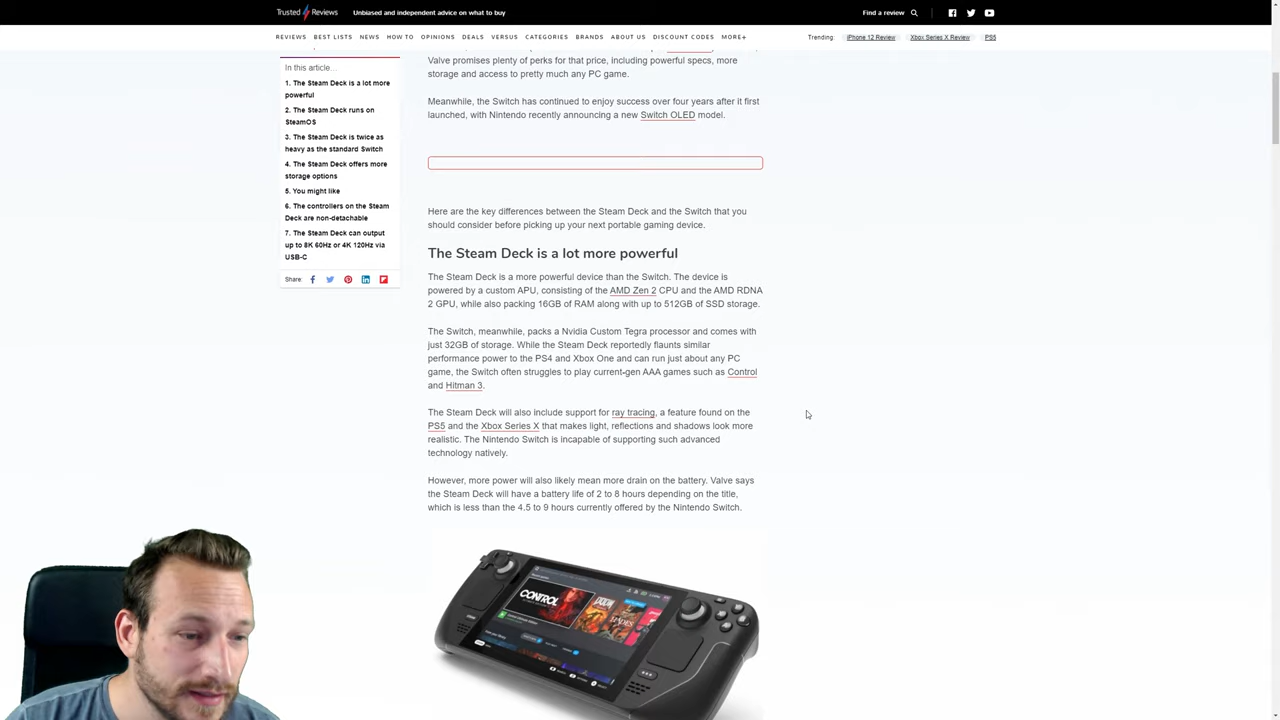 Trusted Reviews
Unbiased and independent advice on what to buy
Find a review
REVIEWS BEST LISTS NEWS HOW TO OPINIONS DEALS VERSUS CATEGORIES BRANDS ABOUT US DISCOUNT CODES MORE+
Trending: iPhone 12 Review Xbox Series X Review PS5
In this article...
1. The Steam Deck is a lot more
powerful
2. The Steam Deck runs on
SteamOS
3. The Steam Deck is twice as
heavy as the standard Switch
4. The Steam Deck offers more
storage options
5. You might like
6. The controllers on the Steam
Deck are non-detachable
7. The Steam Deck can output
up to 8K 60Hz or 4K 120Hz via
USB-C
Share:
Valve promises plenty of perks for that price, including powerful specs, more
storage and access to pretty much any PC game.
Meanwhile, the Switch has continued to enjoy success over four years after it first
launched, with Nintendo recently announcing a new Switch OLED model.
Here are the key differences between the Steam Deck and the Switch that you
should consider before picking up your next portable gaming device.
The Steam Deck is a lot more powerful
The Steam Deck is a more powerful device than the Switch. The device is
powered by a custom APU, consisting of the AMD Zen 2 CPU and the AMD RDNA
2 GPU, while also packing 16GB of RAM along with up to 512GB of SSD storage.
The Switch, meanwhile, packs a Nvidia Custom Tegra processor and comes with
just 32GB of storage. While the Steam Deck reportedly flaunts similar
performance power to the PS4 and Xbox One and can run just about any PC
game, the Switch often struggles to play current-gen AAA games such as Control
and Hitman 3.
The Steam Deck will also include support for ray tracing, a feature found on the
PS5 and the Xbox Series X that makes light, reflections and shadows look more
realistic. The Nintendo Switch is incapable of supporting such advanced
technology natively.
However, more power will also likely mean more drain on the battery. Valve says
the Steam Deck will have a battery life of 2 to 8 hours depending on the title,
which is less than the 4.5 to 9 hours currently offered by the Nintendo Switch.
CONTROL
DOOM
HADES